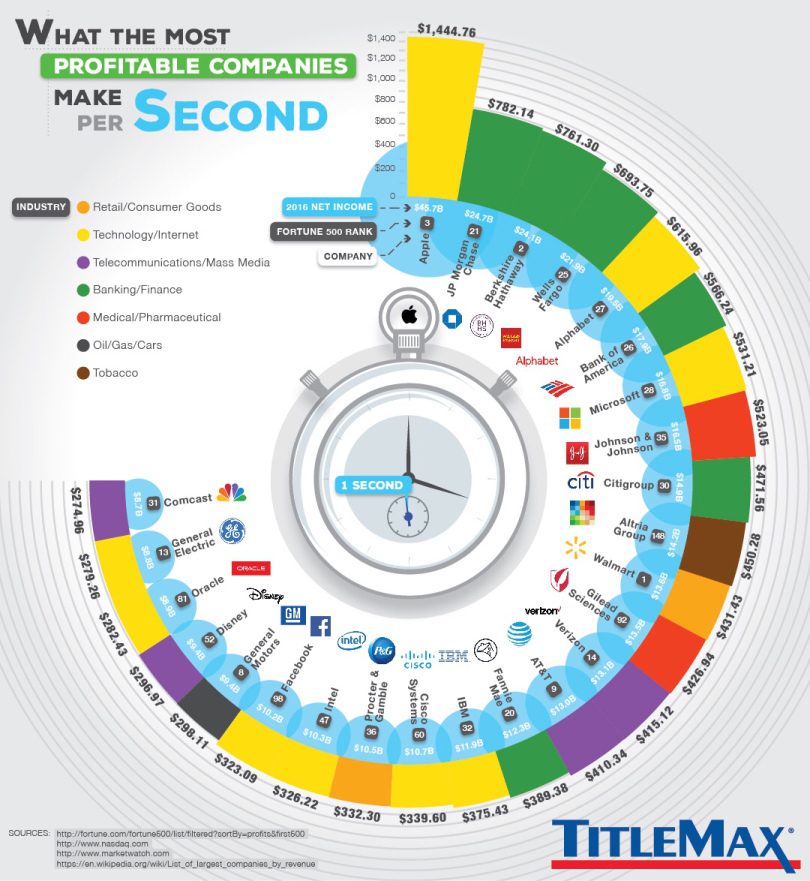 WHAT THE MOST
PROFITABLE COMPANIES
MAKE
PER SECOND
INDUSTRY
Retail/Consumer Goods
Technology/Internet
Telecommunications/Mass Media
Banking/Finance
Medical/Pharmaceutical
Oil/Gas/Cars
Tobacco
$1,400
$1,200
$1,000
$800
$600
$400
$200
0
2016 NET INCOME
FORTUNE 500 RANK
COMPANY
$1,444.76
$45.7B
3
Apple
$782.14
$24.7B
21
JP Morgan
Chase
$761.30
$24.1B
2
Berkshire
Hathaway
$693.75
$21.9B
25
Wells
Fargo
$615.96
$19.5B
27
Alphabet
$566.24
$17.9B
26
Bank of
America
$531.21
$16.8B
28
Microsoft
$523.05
$16.5B
35
Johnson &
Johnson
$471.56
$14.9B
30
Citigroup
$450.28
$14.2B
148
Altria
Group
$431.43
$13.6B
1
Walmart
$426.94
$13.5B
92
Gilead
Sciences
$415.12
$13.1B
14
Verizon
$410.34
$13.0B
9
AT&T
$389.38
$12.3B
20
Fannie
Mae
$375.43
$11.9B
32
IBM
$339.60
$10.7B
60
Cisco
Systems
$332.30
$10.5B
36
Procter &
Gamble
$326.22
$10.3B
47
Intel
$323.09
$10.2B
98
Facebook
$298.11
$9.4B
8
General
Motors
$296.97
$9.4B
52
Disney
$282.43
$8.9B
81
Oracle
$279.26
$8.8B
13
General
Electric
$274.96
$8.7B
31
Comcast
BH
HS
WELLS
FARGO
Alphabet
J&J
citi
verizon
IBM
CISCO
P&G
intel
f
GM
Disney
ORACLE
GE
1 SECOND
SOURCES: http://fortune.com/fortune500/list/filtered?sortBy=profits&first500
http://www.nasdaq.com
http://www.marketwatch.com
https://en.wikipedia.org/wiki/List_of_largest_companies_by_revenue
TITLEMAX®